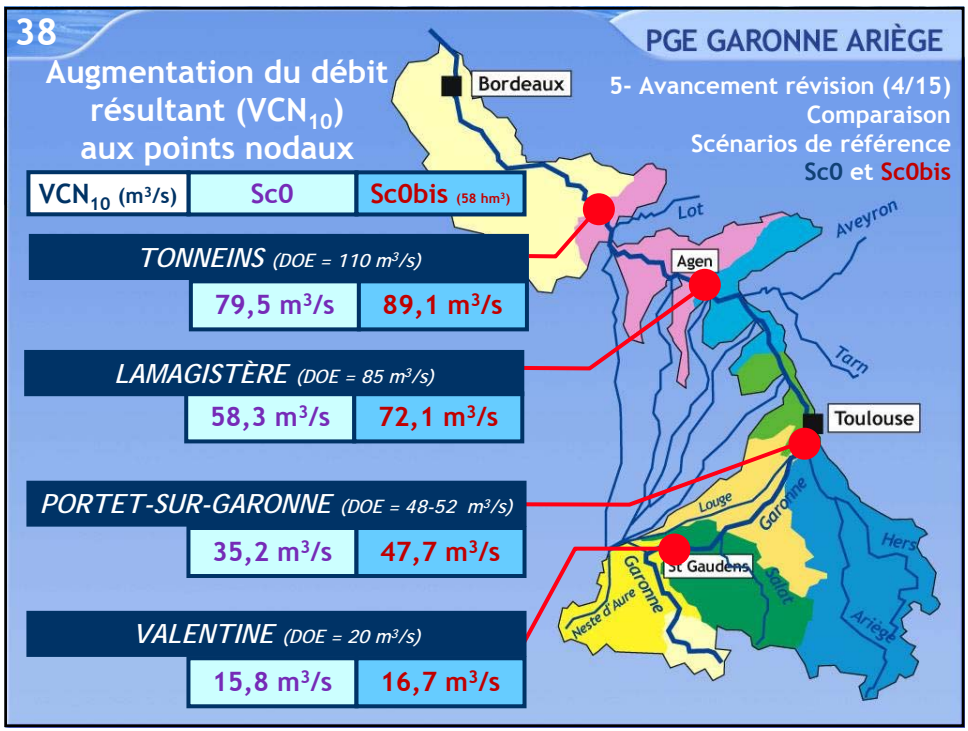 38
PGE GARONNE ARIÈGE
Augmentation du débit
résultant (VCN10)
aux points nodaux
5- Avancement révision (4/15)
Comparaison
Scénarios de référence
Sc0 et Sc0bis
VCN10 (m³/s) Sc0 Sc0bis (58 hm³)
TONNEINS (DOE = 110 m³/s)
79,5 m³/s 89,1 m³/s
LAMAGISTÈRE (DOE = 85 m³/s)
58,3 m³/s 72,1 m³/s
PORTET-SUR-GARONNE (DOE = 48-52 m³/s)
35,2 m³/s 47,7 m³/s
VALENTINE (DOE = 20 m³/s)
15,8 m³/s 16,7 m³/s
Bordeaux
Lot
Aveyron
Agen
Tarn
Toulouse
Louge
Garonne
Hers
St Gaudens
Salat
Garonne
Neste d'Aure
Ariège